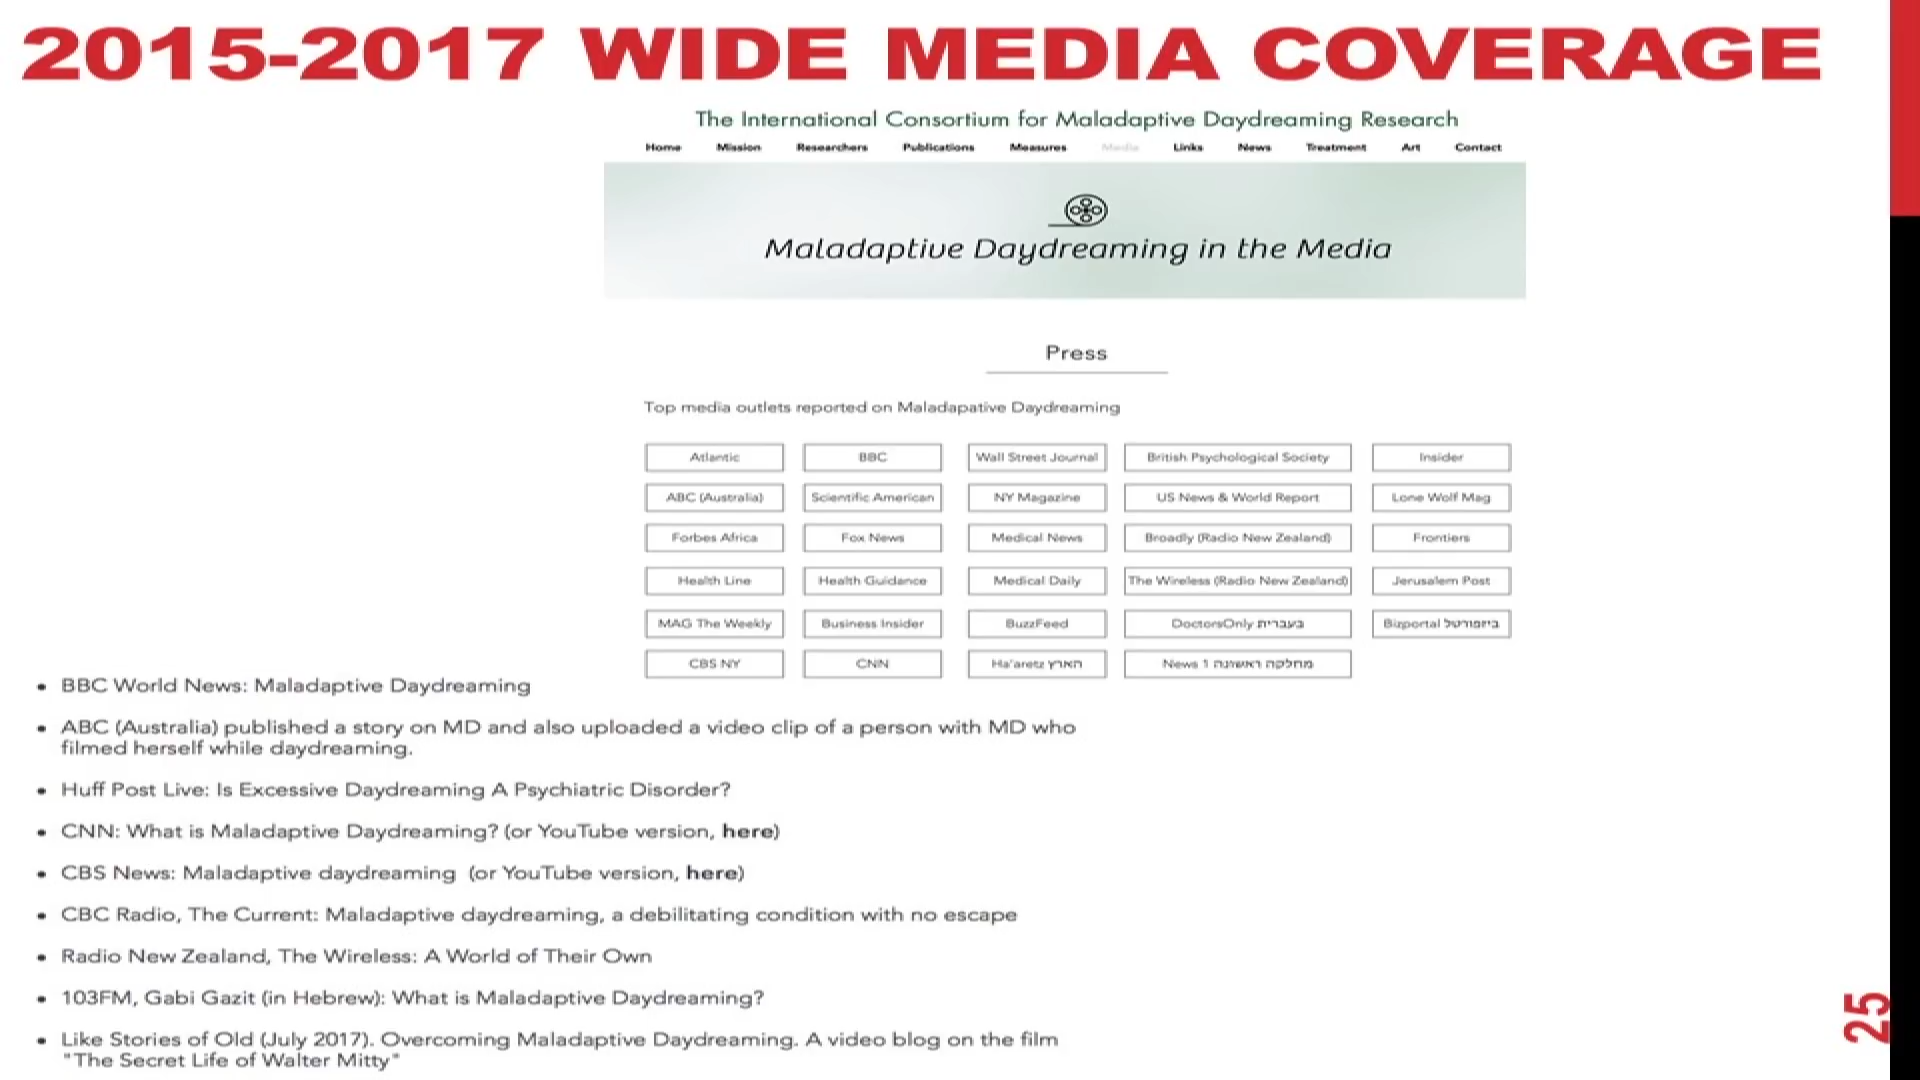 2015-2017 WIDE MEDIA COVERAGE
The International Consortium for Maladaptive Daydreaming Research
Home Mission Researchers Publications Measures Media Links News Treatment Art Contact
Maladaptive Daydreaming in the Media
Press
Top media outlets reported on Maladapative Daydreaming
Atlantic BBC Wall Street Journal British Psychological Society Insider
ABC (Australia) Scientific American NY Magazine US News & World Report Lone Wolf Mag
Forbes Africa Fox News Medical News Broadly (Radio New Zealand) Frontiers
Health Line Health Guidance Medical Daily The Wireless (Radio New Zealand) Jerusalem Post
MAG The Weekly Business Insider BuzzFeed DoctorsOnly בעברית Bizportal ביזפורטל
CBS NY CNN Ha'aretz הארץ News 1 מחלקה ראשונה
• BBC World News: Maladaptive Daydreaming
• ABC (Australia) published a story on MD and also uploaded a video clip of a person with MD who
filmed herself while daydreaming.
• Huff Post Live: Is Excessive Daydreaming A Psychiatric Disorder?
• CNN: What is Maladaptive Daydreaming? (or YouTube version, here)
• CBS News: Maladaptive daydreaming (or YouTube version, here)
• CBC Radio, The Current: Maladaptive daydreaming, a debilitating condition with no escape
• Radio New Zealand, The Wireless: A World of Their Own
• 103FM, Gabi Gazit (in Hebrew): What is Maladaptive Daydreaming?
• Like Stories of Old (July 2017). Overcoming Maladaptive Daydreaming. A video blog on the film
"The Secret Life of Walter Mitty"
25